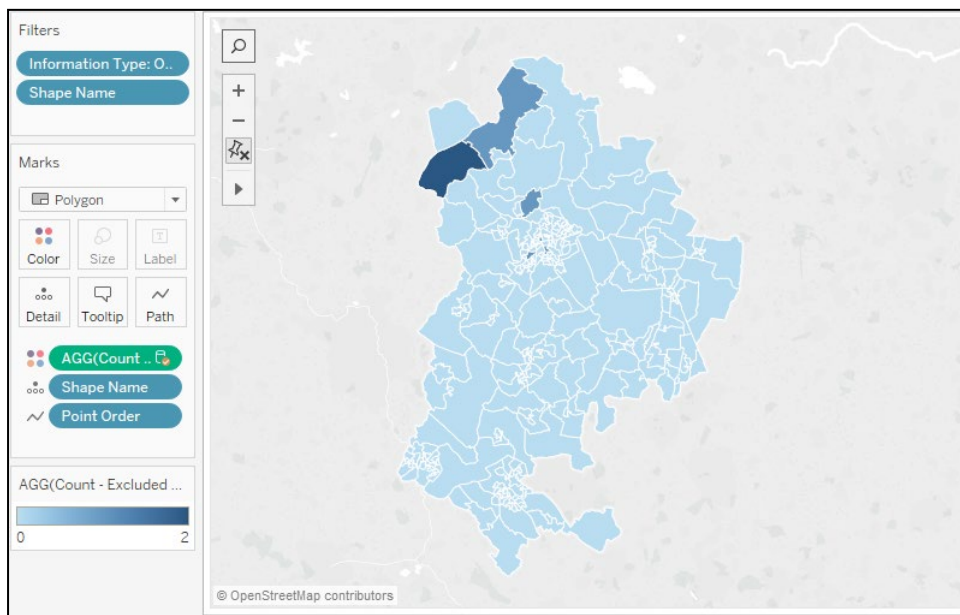 Filters
Information Type: O..
Shape Name
Marks
Polygon
Color
Size
Label
Detail
Tooltip
Path
AGG(Count ..
Shape Name
Point Order
AGG(Count - Excluded ...
0 2
© OpenStreetMap contributors